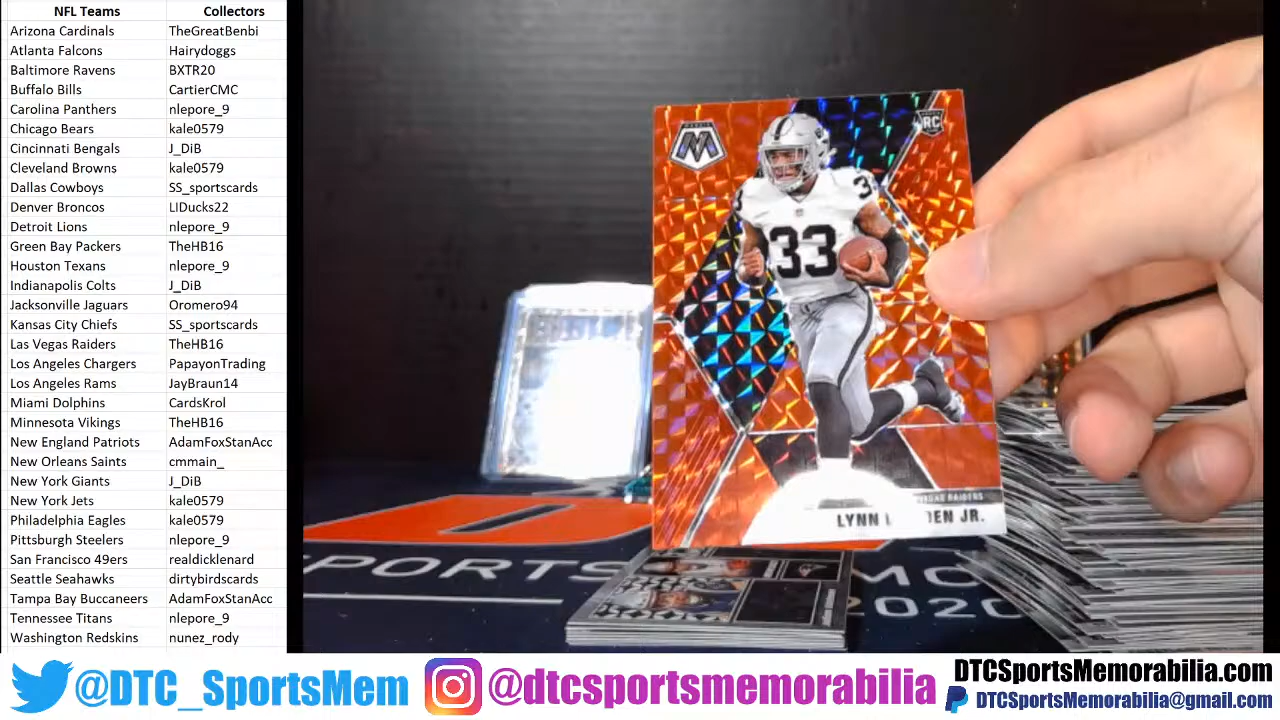 NFL Teams Collectors
Arizona Cardinals TheGreatBenbi
Atlanta Falcons Hairydoggs
Baltimore Ravens BXTR20
Buffalo Bills CartierCMC
Carolina Panthers nlepore_9
Chicago Bears kale0579
Cincinnati Bengals J_DiB
Cleveland Browns kale0579
Dallas Cowboys SS_sportscards
Denver Broncos LIDucks22
Detroit Lions nlepore_9
Green Bay Packers TheHB16
Houston Texans nlepore_9
Indianapolis Colts J_DiB
Jacksonville Jaguars Oromero94
Kansas City Chiefs SS_sportscards
Las Vegas Raiders TheHB16
Los Angeles Chargers PapayonTrading
Los Angeles Rams JayBraun14
Miami Dolphins CardsKrol
Minnesota Vikings TheHB16
New England Patriots AdamFoxStanAcc
New Orleans Saints cmmain_
New York Giants J_DiB
New York Jets kale0579
Philadelphia Eagles kale0579
Pittsburgh Steelers nlepore_9
San Francisco 49ers realdicklenard
Seattle Seahawks dirtybirdscards
Tampa Bay Buccaneers AdamFoxStanAcc
Tennessee Titans nlepore_9
Washington Redskins nunez_rody
MOSAIC
M
RC
33
33
RAIDERS
LYNN JR.
2020
@DTC_SportsMem
@dtcsportsmemorabilia
DTCSportsMemorabilia.com
DTCSportsMemorabilia@gmail.com